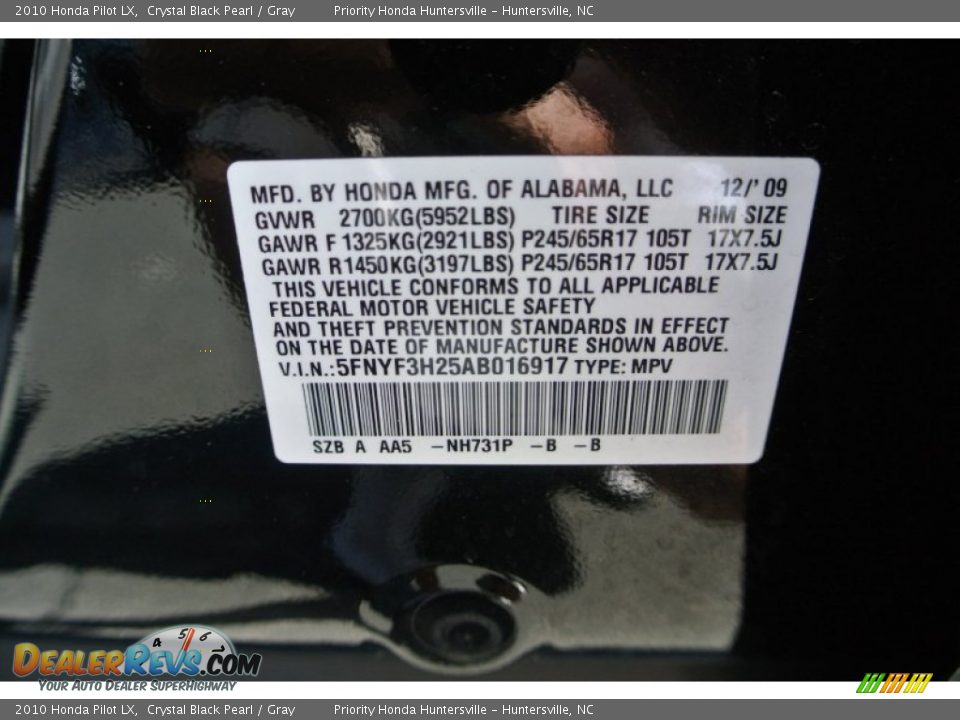 2010 Honda Pilot LX, Crystal Black Pearl / Gray Priority Honda Huntersville - Huntersville, NC
MFD. BY HONDA MFG. OF ALABAMA, LLC 12/'09
GVWR 2700KG(5952LBS) TIRE SIZE RIM SIZE
GAWR F 1325KG(2921LBS) P245/65R17 105T 17X7.5J
GAWR R1450KG(3197LBS) P245/65R17 105T 17X7.5J
THIS VEHICLE CONFORMS TO ALL APPLICABLE
FEDERAL MOTOR VEHICLE SAFETY
AND THEFT PREVENTION STANDARDS IN EFFECT
ON THE DATE OF MANUFACTURE SHOWN ABOVE.
V.I.N.:5FNYF3H25AB016917 TYPE: MPV
SZB A AA5 -NH731P -B -B
4 5 6
DEALERREVS.COM
YOUR AUTO DEALER SUPERHIGHWAY
2010 Honda Pilot LX, Crystal Black Pearl / Gray Priority Honda Huntersville - Huntersville, NC